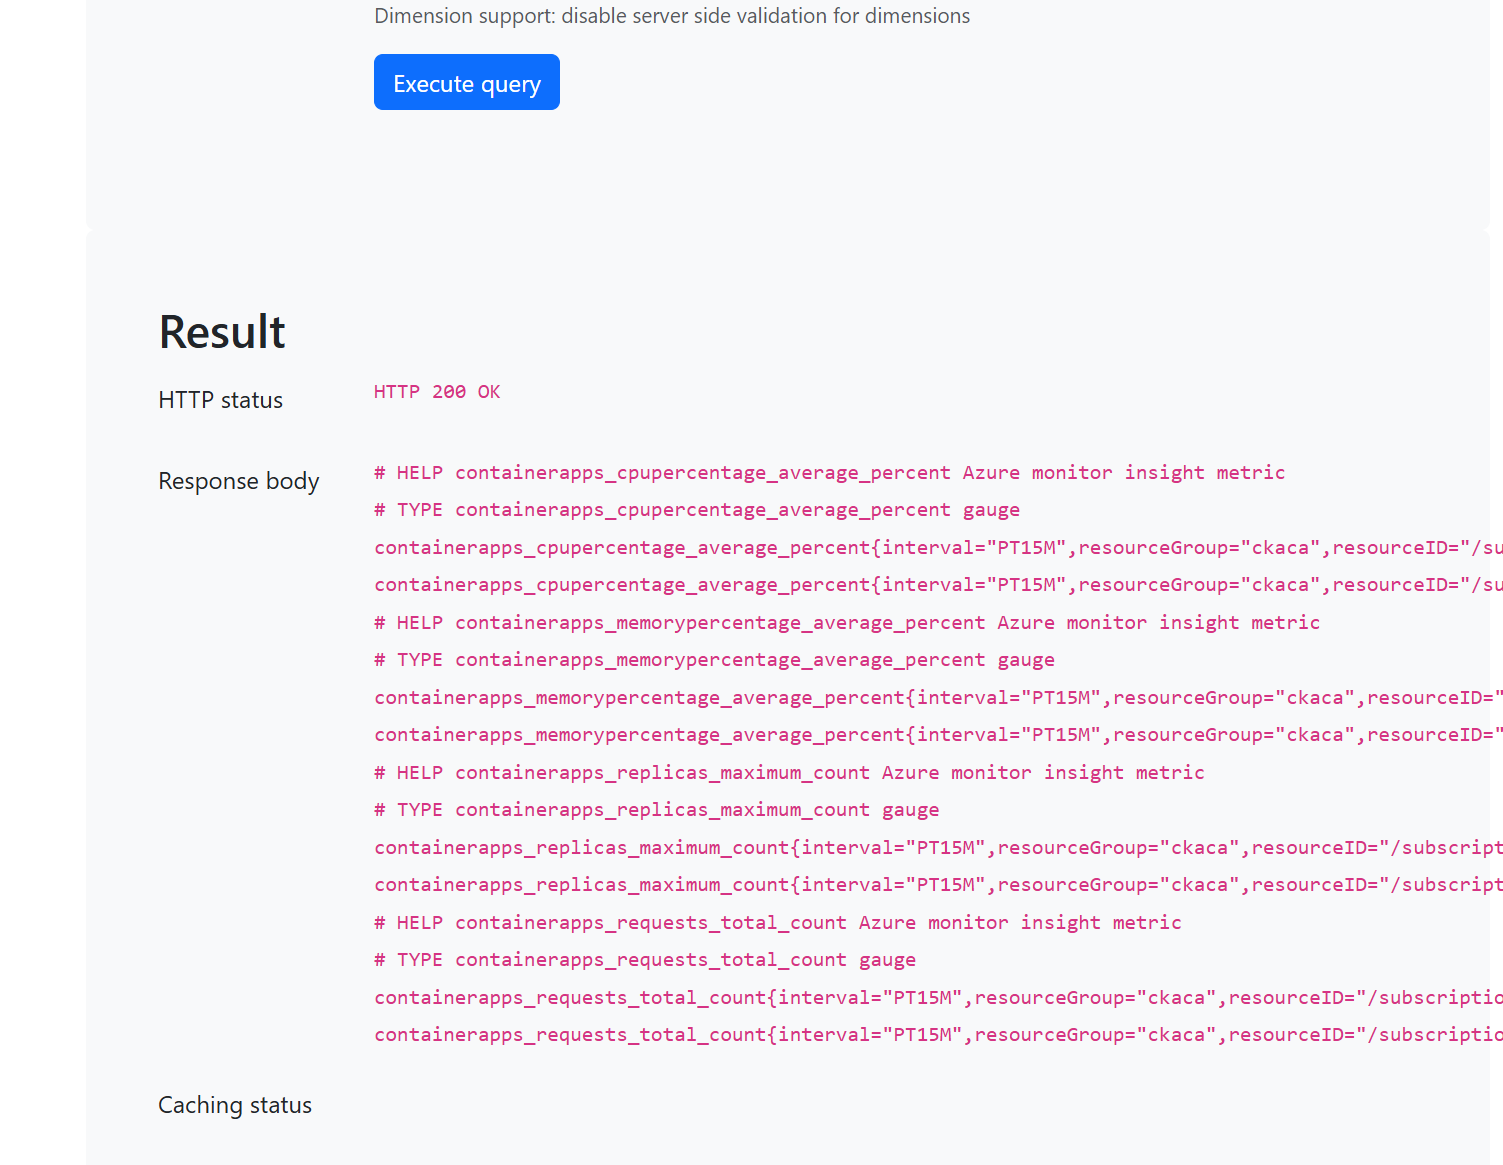 Dimension support: disable server side validation for dimensions
Execute query
Result
HTTP status
HTTP 200 OK
Response body
# HELP containerapps_cpupercentage_average_percent Azure monitor insight metric
# TYPE containerapps_cpupercentage_average_percent gauge
containerapps_cpupercentage_average_percent{interval="PT15M",resourceGroup="ckaca",resourceID="/su
containerapps_cpupercentage_average_percent{interval="PT15M",resourceGroup="ckaca",resourceID="/su
# HELP containerapps_memorypercentage_average_percent Azure monitor insight metric
# TYPE containerapps_memorypercentage_average_percent gauge
containerapps_memorypercentage_average_percent{interval="PT15M",resourceGroup="ckaca",resourceID="
containerapps_memorypercentage_average_percent{interval="PT15M",resourceGroup="ckaca",resourceID="
# HELP containerapps_replicas_maximum_count Azure monitor insight metric
# TYPE containerapps_replicas_maximum_count gauge
containerapps_replicas_maximum_count{interval="PT15M",resourceGroup="ckaca",resourceID="/subscript
containerapps_replicas_maximum_count{interval="PT15M",resourceGroup="ckaca",resourceID="/subscript
# HELP containerapps_requests_total_count Azure monitor insight metric
# TYPE containerapps_requests_total_count gauge
containerapps_requests_total_count{interval="PT15M",resourceGroup="ckaca",resourceID="/subscriptio
containerapps_requests_total_count{interval="PT15M",resourceGroup="ckaca",resourceID="/subscriptio
Caching status